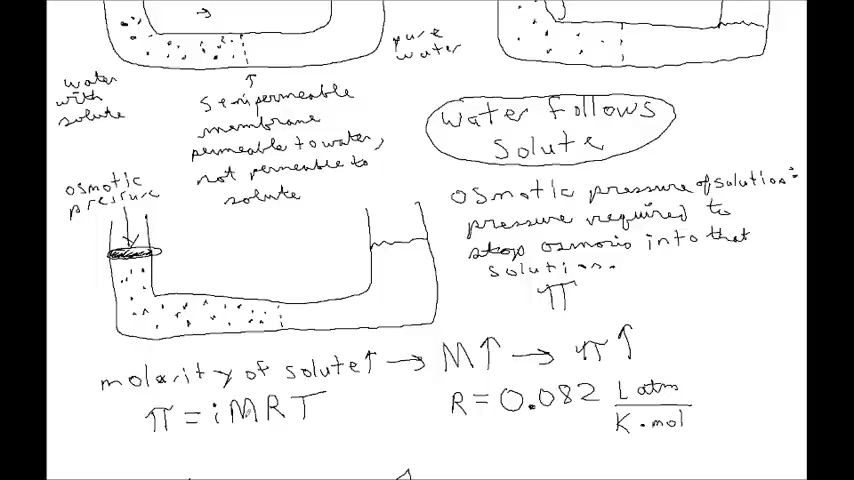 pure
water
water
with
solute
Semipermeable
membrane
permeable to water,
not permeable to
solute
water follows
solute
osmotic
pressure
osmotic pressure of solution:
pressure required to
stop osmosis into that
solution.
π
molarity of solute↑ → M↑ → π↑
π = iMRT
R = 0.082 L atm
K·mol